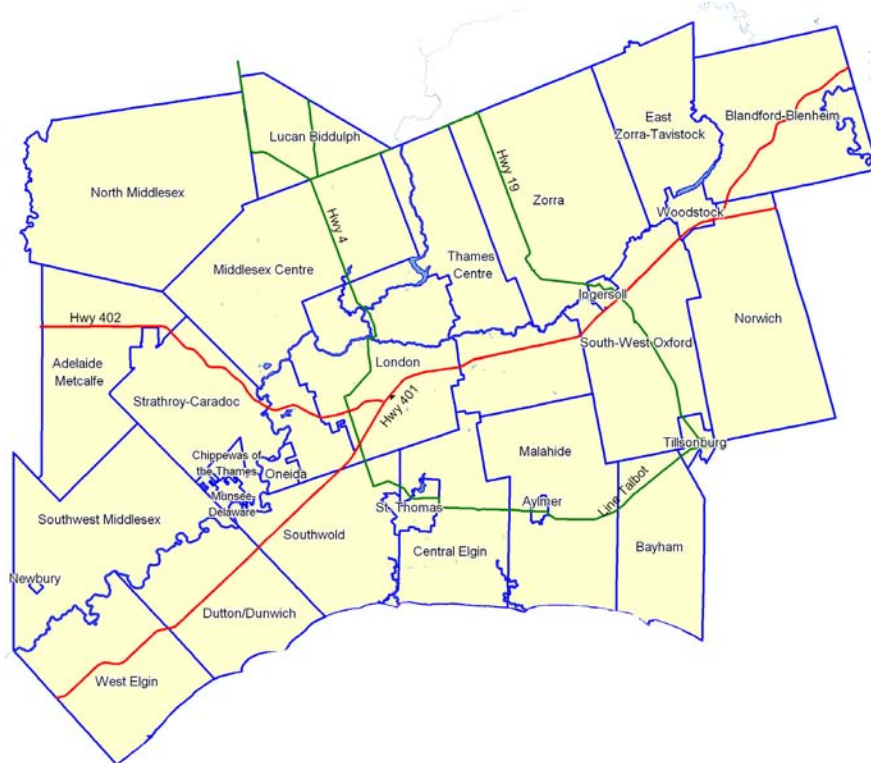 Lucan Biddulph
East
Zorra-Tavistock
Blandford-Blenheim
North Middlesex
Hwy 19
Zorra
Woodstock
Hwy 4
Middlesex Centre
Thames
Centre
Ingersoll
Hwy 402
Norwich
South-West Oxford
Adelaide
Metcalfe
London
Hwy 401
Strathroy-Caradoc
Tillsonburg
Chippewas of
the Thames
Oneida
Malahide
Munsee-
Delaware
Line Talbot
Southwest Middlesex
St. Thomas
Aylmer
Southwold
Central Elgin
Bayham
Newbury
Dutton/Dunwich
West Elgin